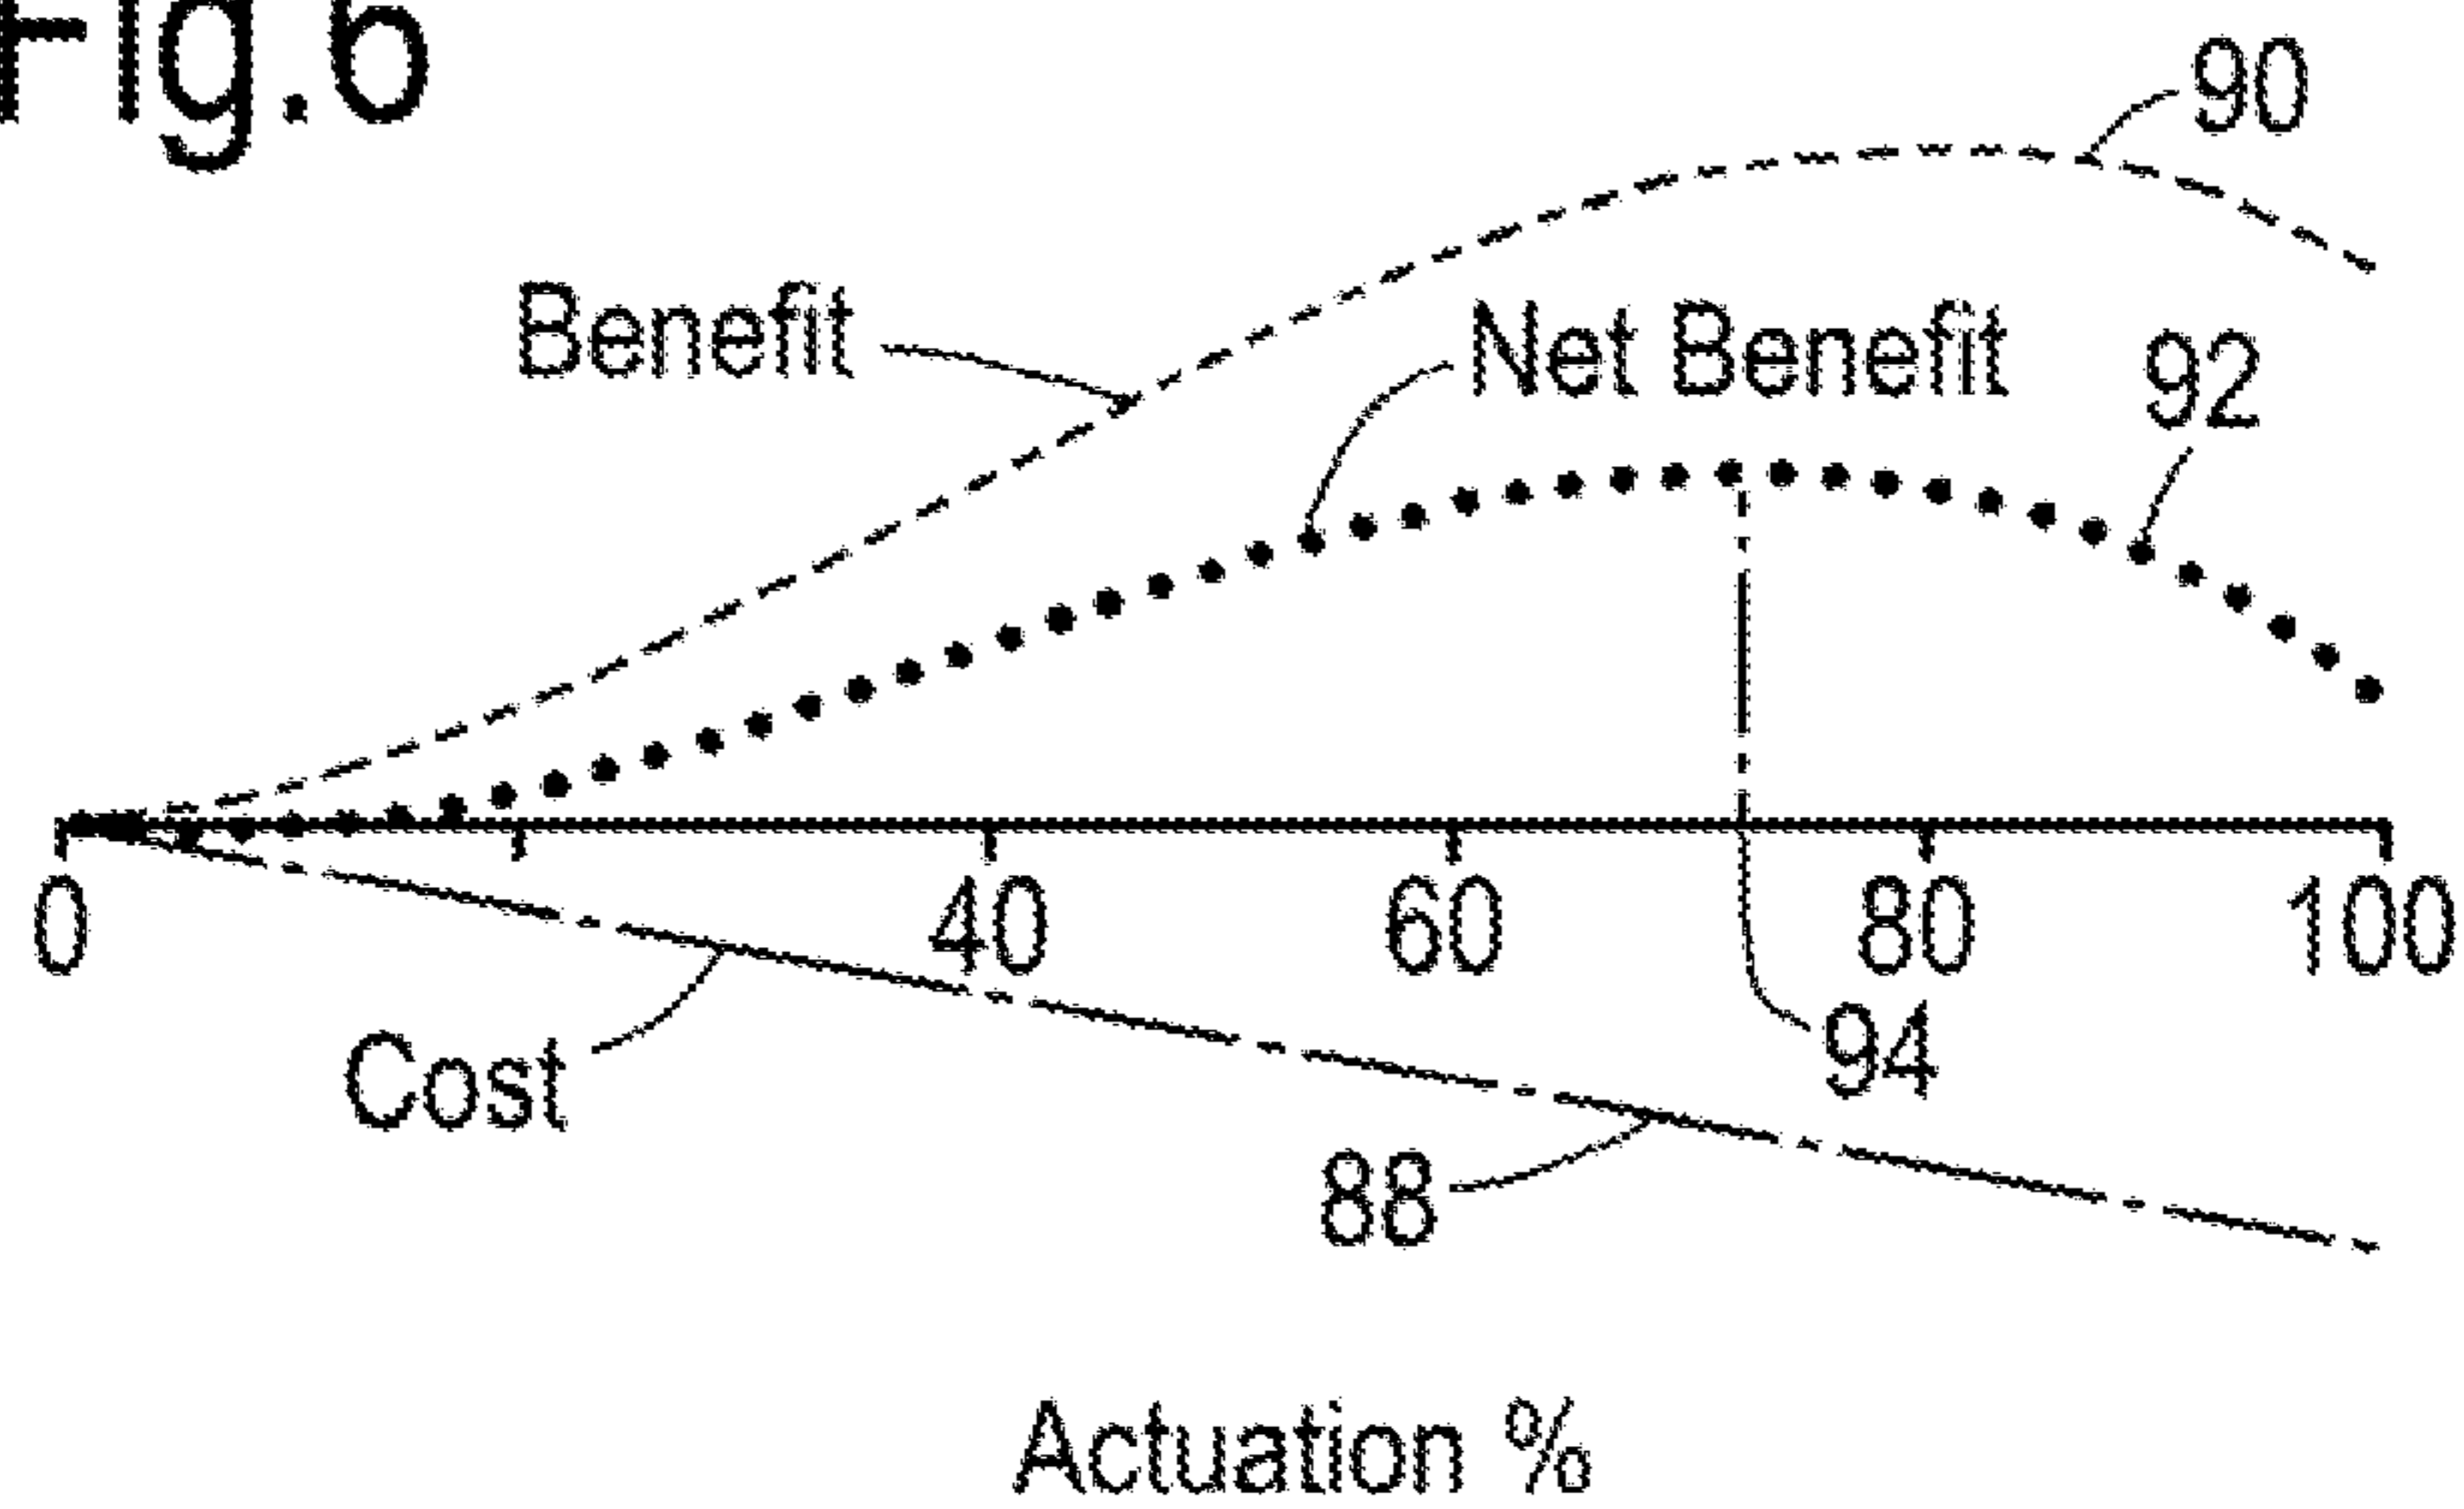 Fig.6
90
Benefit
Net Benefit
92
0 40 60 80 100
94
Cost
88
Actuation %